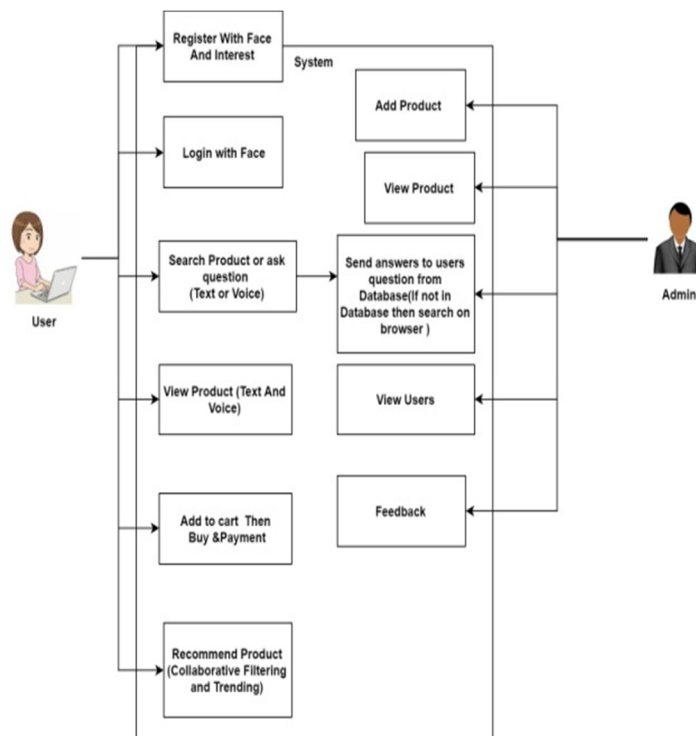 Register With Face
And Interest
System
Add Product
Login with Face
View Product
Search Product or ask
question
(Text or Voice)
Send answers to users
question from
Database(If not in
Database then search on
browser )
User
Admin
View Product (Text And
Voice)
View Users
Add to cart  Then
Buy &Payment
Feedback
Recommend Product
(Collaborative Filtering
and Trending)